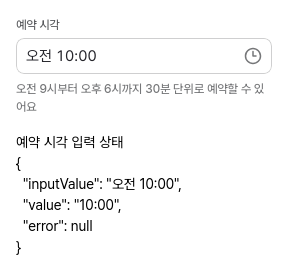 예약 시각
오전 10:00
오전 9시부터 오후 6시까지 30분 단위로 예약할 수 있
어요
예약 시각 입력 상태
{
  "inputValue": "오전 10:00",
  "value": "10:00",
  "error": null
}